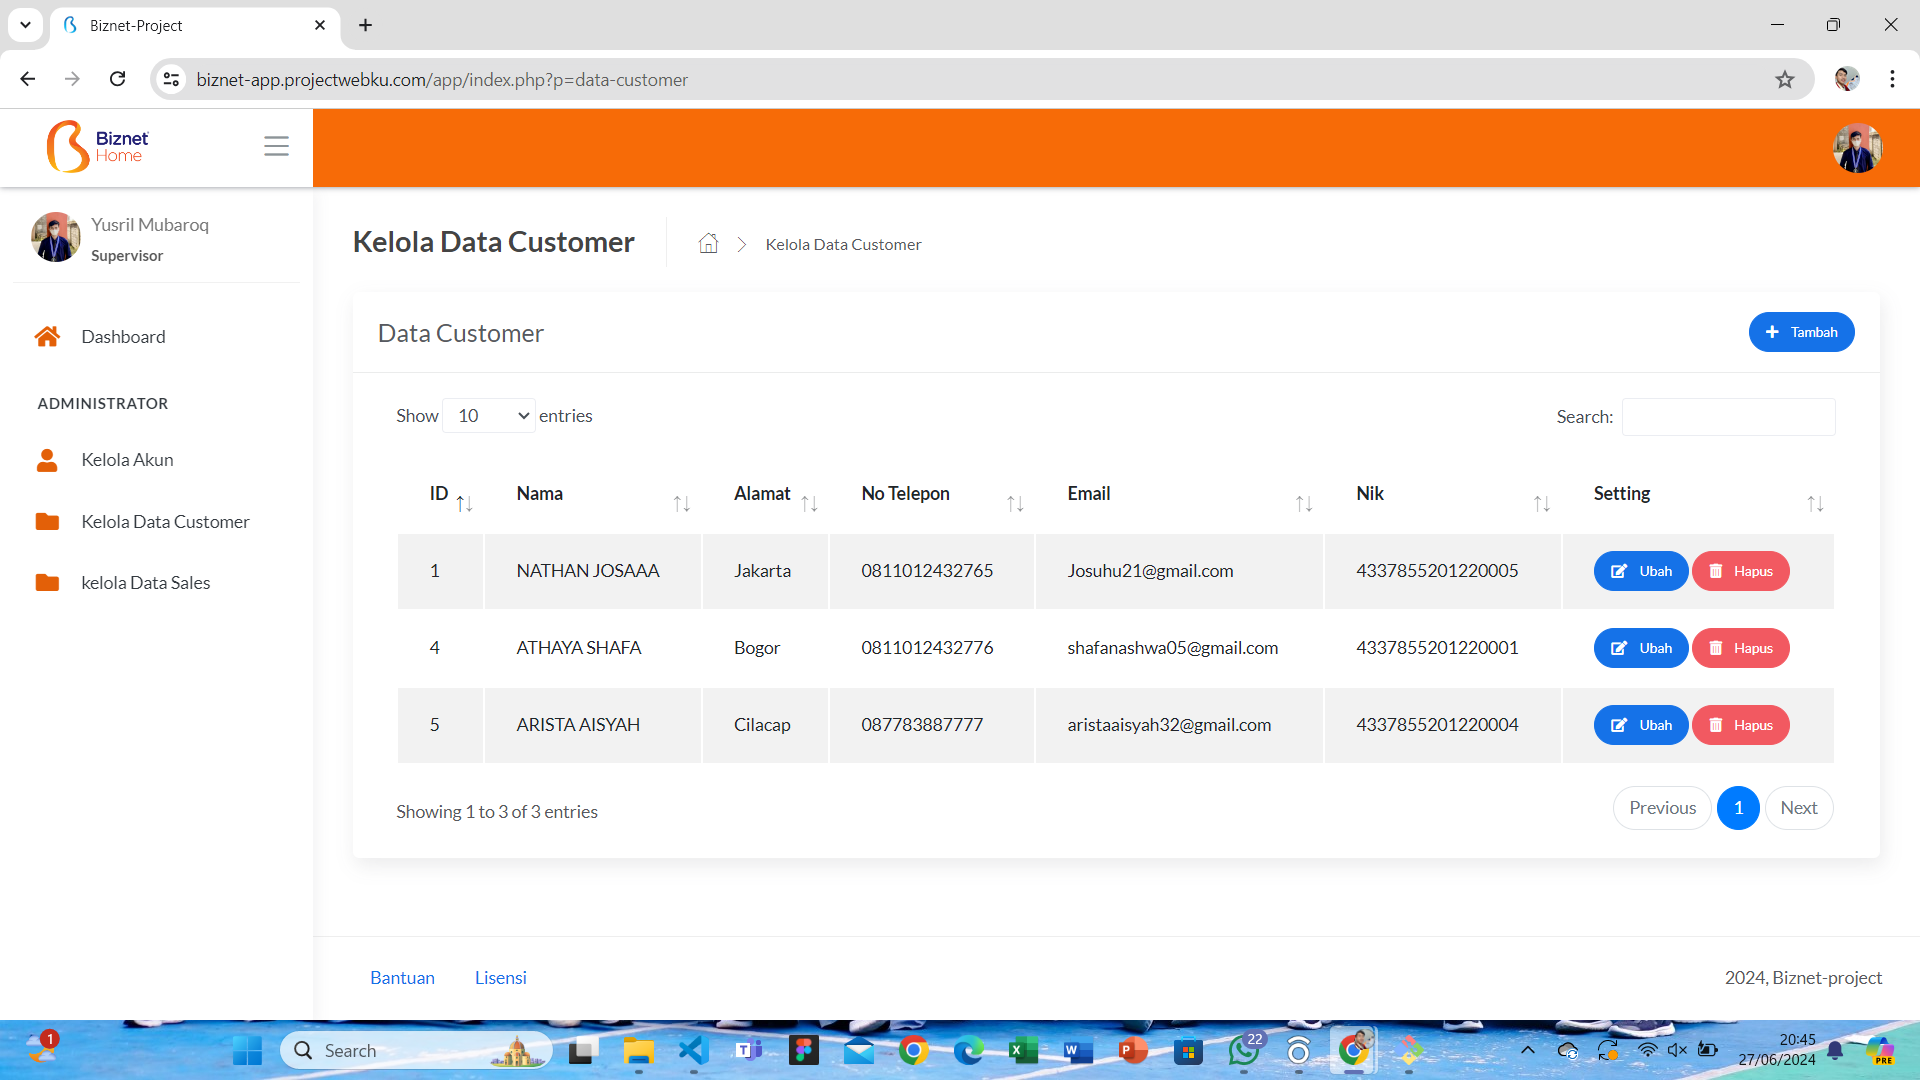 Biznet-Project
biznet-app.projectwebku.com/app/index.php?p=data-customer
Biznet
Home
Yusril Mubaroq
Supervisor
Dashboard
ADMINISTRATOR
Kelola Akun
Kelola Data Customer
kelola Data Sales
Kelola Data Customer
Kelola Data Customer
Data Customer
Tambah
Show 10 entries
Search:
ID Nama Alamat No Telepon Email Nik Setting
1 NATHAN JOSAAA Jakarta 0811012432765 Josuhu21@gmail.com 4337855201220005 Ubah Hapus
4 ATHAYA SHAFA Bogor 0811012432776 shafanashwa05@gmail.com 4337855201220001 Ubah Hapus
5 ARISTA AISYAH Cilacap 087783887777 aristaaisyah32@gmail.com 4337855201220004 Ubah Hapus
Showing 1 to 3 of 3 entries
Previous 1 Next
Bantuan Lisensi
2024, Biznet-project
1
Search
22
20:45
27/06/2024
PRE